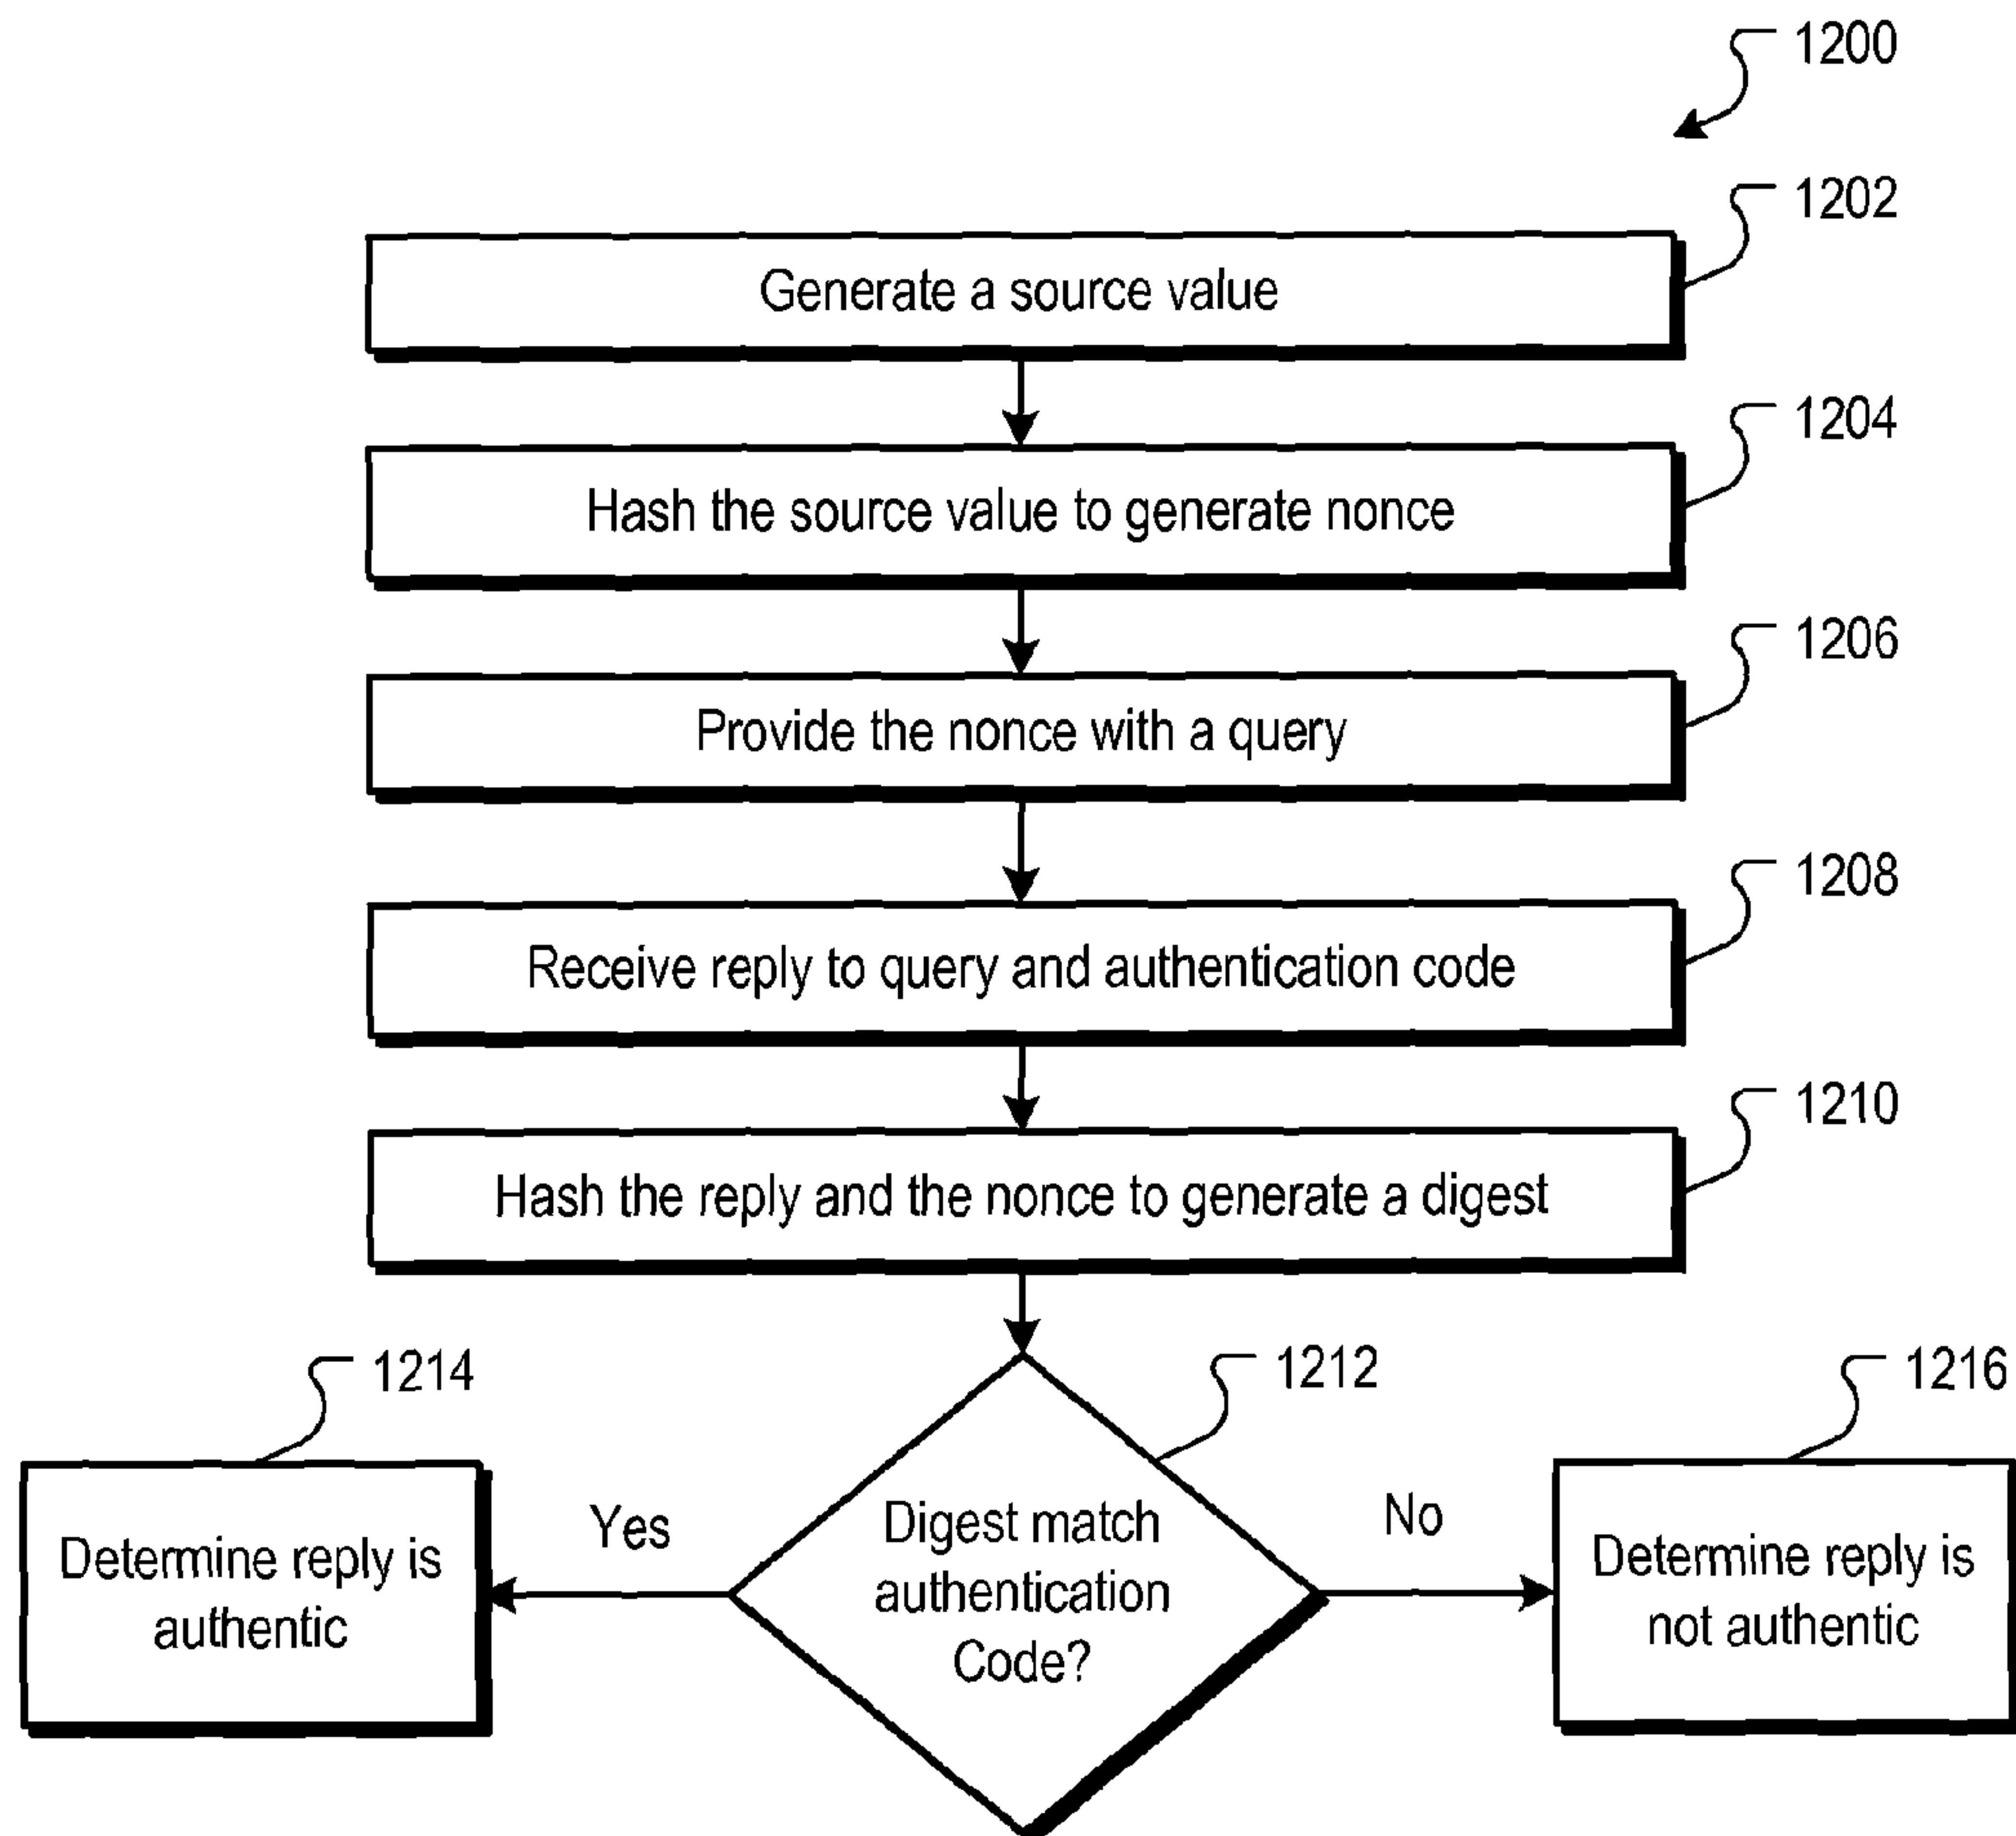 1200
1202
Generate a source value
1204
Hash the source value to generate nonce
1206
Provide the nonce with a query
1208
Receive reply to query and authentication code
1210
Hash the reply and the nonce to generate a digest
1214
1212
1216
Yes
No
Determine reply is
authentic
Digest match
authentication
Code?
Determine reply is
not authentic